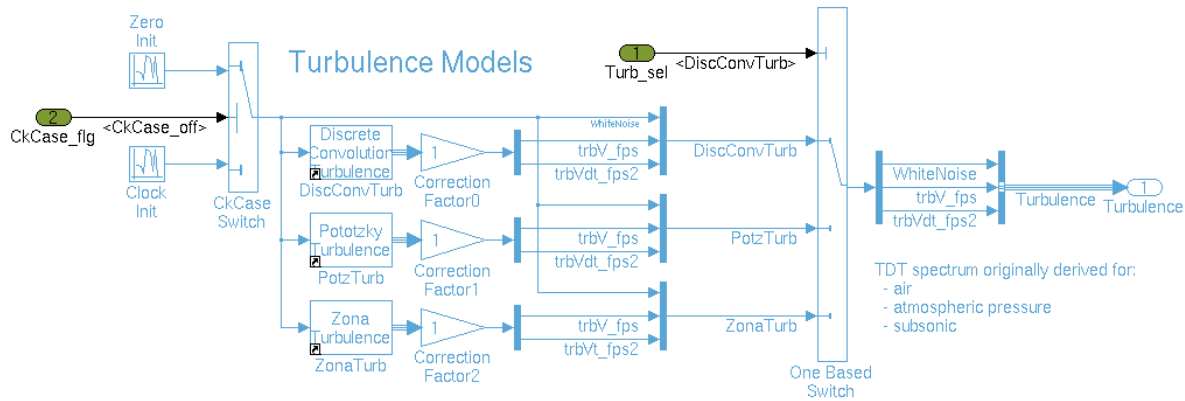 Zero
Init
Turbulence Models
1
Turb_sel
<DiscConvTurb>
2
CkCase_flg
<CkCase_off>
Clock
Init
CkCase
Switch
WhiteNoise
Discrete
Convolution
Turbulence
DiscConvTurb
1
Correction
Factor0
trbV_fps
trbVdt_fps2
DiscConvTurb
Pototzky
Turbulence
PotzTurb
1
Correction
Factor1
trbV_fps
trbVdt_fps2
PotzTurb
Zona
Turbulence
ZonaTurb
1
Correction
Factor2
trbV_fps
trbVt_fps2
ZonaTurb
One Based
Switch
WhiteNoise
trbV_fps
trbVdt_fps2
Turbulence
1
Turbulence
TDT spectrum originally derived for:
- air
- atmospheric pressure
- subsonic